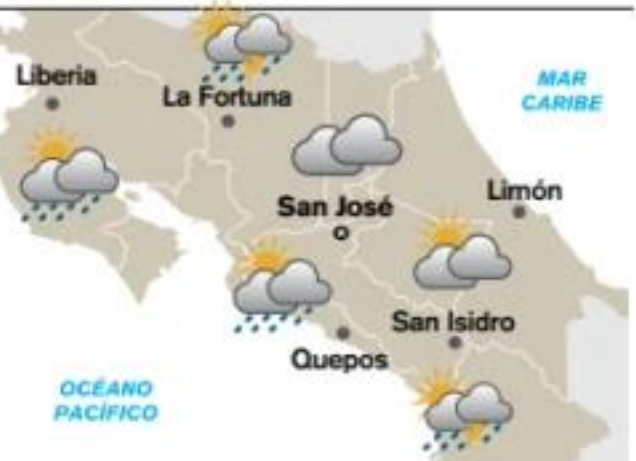 Liberia
La Fortuna
MAR
CARIBE
San José
Limón
San Isidro
Quepos
OCÉANO
PACÍFICO